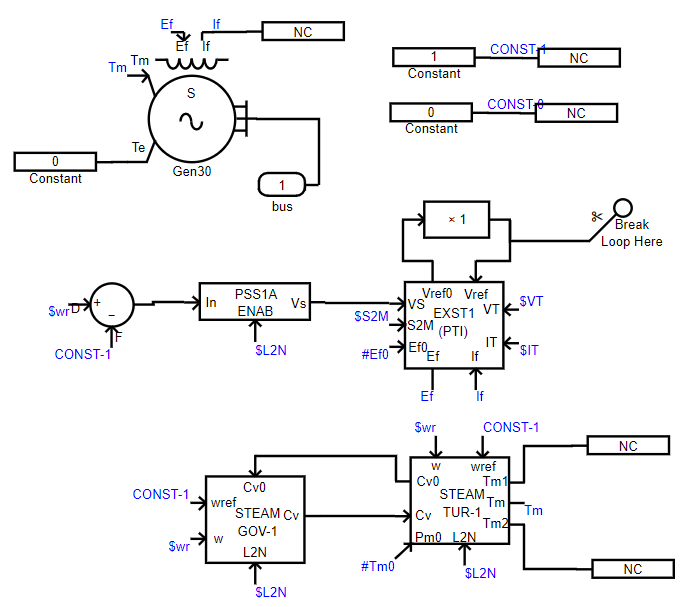 Ef
If
NC
Ef If
Tm
Tm
S
Te
0
Constant
Gen30
1
bus
1
CONST-1
NC
Constant
0
CONST-0
NC
Constant
× 1
Break
Loop Here
$wr
D
+
−
F
CONST-1
In
PSS1A
ENAB
Vs
$L2N
Vref0
Vref
VS
EXST1
(PTI)
VT
$VT
$S2M
S2M
#Ef0
Ef0
IT
$IT
Ef
If
Ef
If
$wr
CONST-1
NC
w
wref
Cv0
STEAM
TUR-1
Tm1
Tm
Tm
Tm2
Cv
Pm0
L2N
#Tm0
$L2N
NC
Cv0
CONST-1
wref
STEAM
GOV-1
Cv
$wr
w
L2N
$L2N